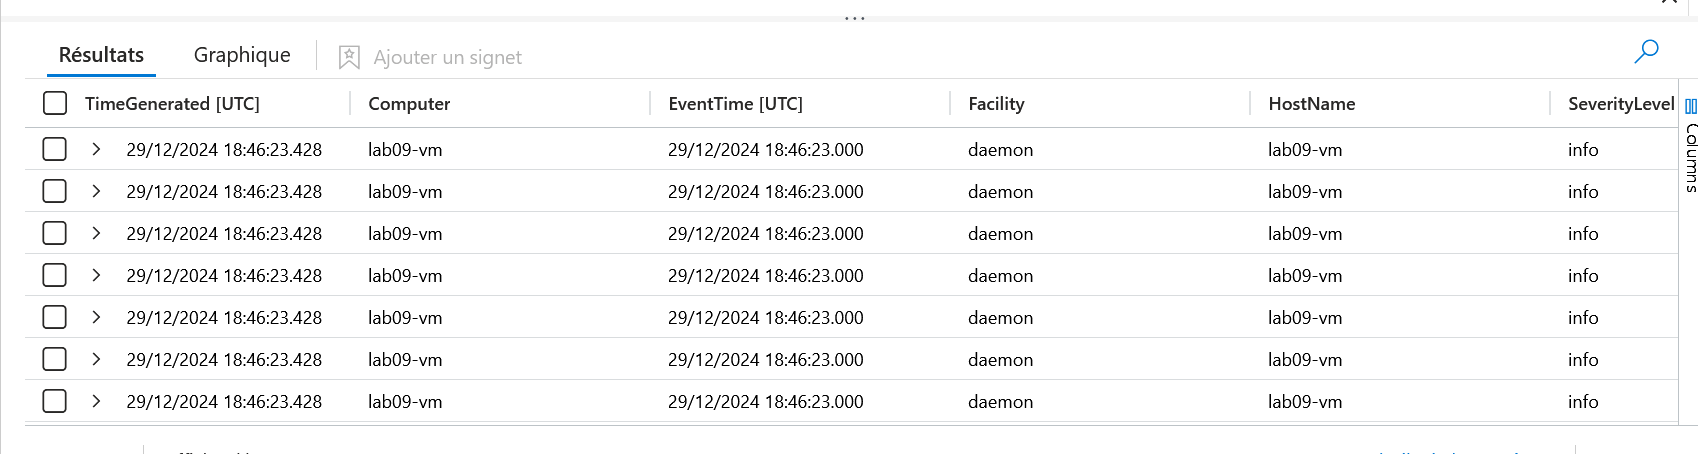 Résultats Graphique Ajouter un signet
TimeGenerated [UTC] Computer EventTime [UTC] Facility HostName SeverityLevel
29/12/2024 18:46:23.428 lab09-vm 29/12/2024 18:46:23.000 daemon lab09-vm info
29/12/2024 18:46:23.428 lab09-vm 29/12/2024 18:46:23.000 daemon lab09-vm info
29/12/2024 18:46:23.428 lab09-vm 29/12/2024 18:46:23.000 daemon lab09-vm info
29/12/2024 18:46:23.428 lab09-vm 29/12/2024 18:46:23.000 daemon lab09-vm info
29/12/2024 18:46:23.428 lab09-vm 29/12/2024 18:46:23.000 daemon lab09-vm info
29/12/2024 18:46:23.428 lab09-vm 29/12/2024 18:46:23.000 daemon lab09-vm info
29/12/2024 18:46:23.428 lab09-vm 29/12/2024 18:46:23.000 daemon lab09-vm info
Columns